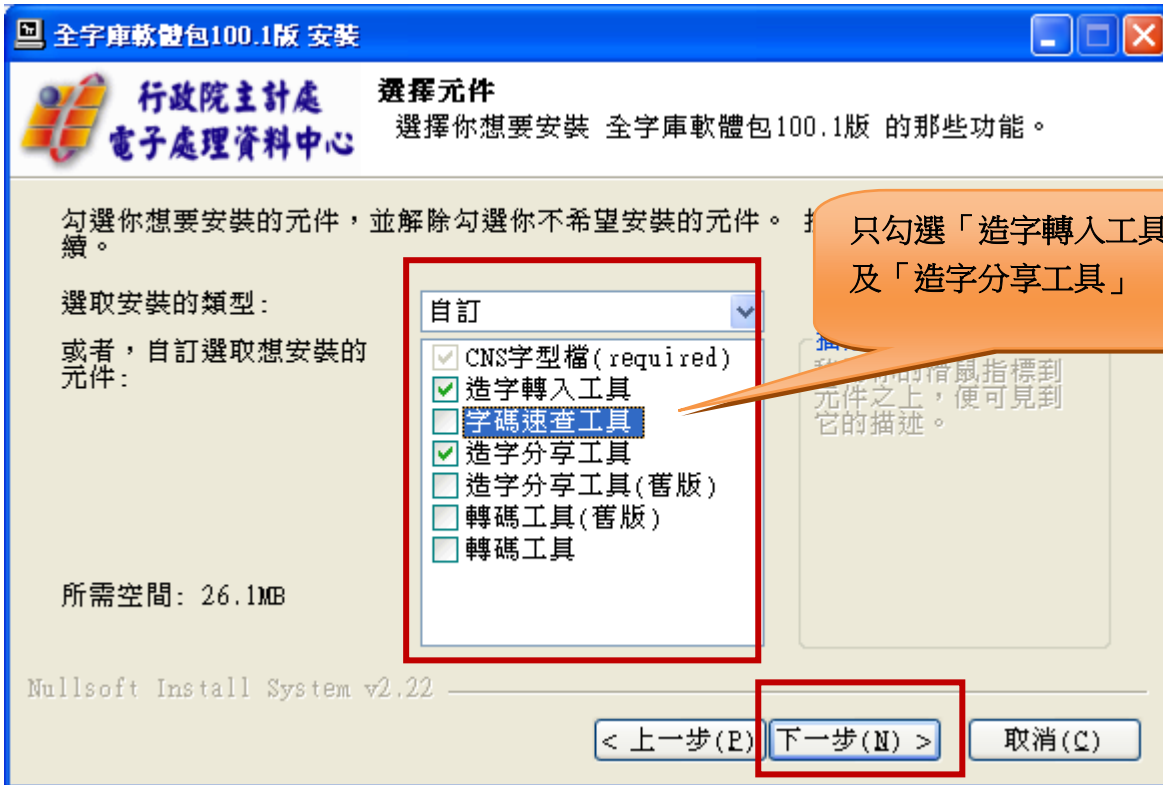 全字庫軟體包100.1版 安裝
行政院主計處
電子處理資料中心
選擇元件
選擇你想要安裝 全字庫軟體包100.1版 的那些功能。
勾選你想要安裝的元件，並解除勾選你不希望安裝的元件。
續。
只勾選「造字轉入工具
及「造字分享工具」
選取安裝的類型:
自訂
或者，自訂選取想安裝的
元件:
CNS字型檔(required)
造字轉入工具
字碼速查工具
造字分享工具
造字分享工具(舊版)
轉碼工具(舊版)
轉碼工具
你的滑鼠指標到
元件之上，便可見到
它的描述。
所需空間: 26.1MB
Nullsoft Install System v2.22
< 上一步(P)
下一步(N) >
取消(C)